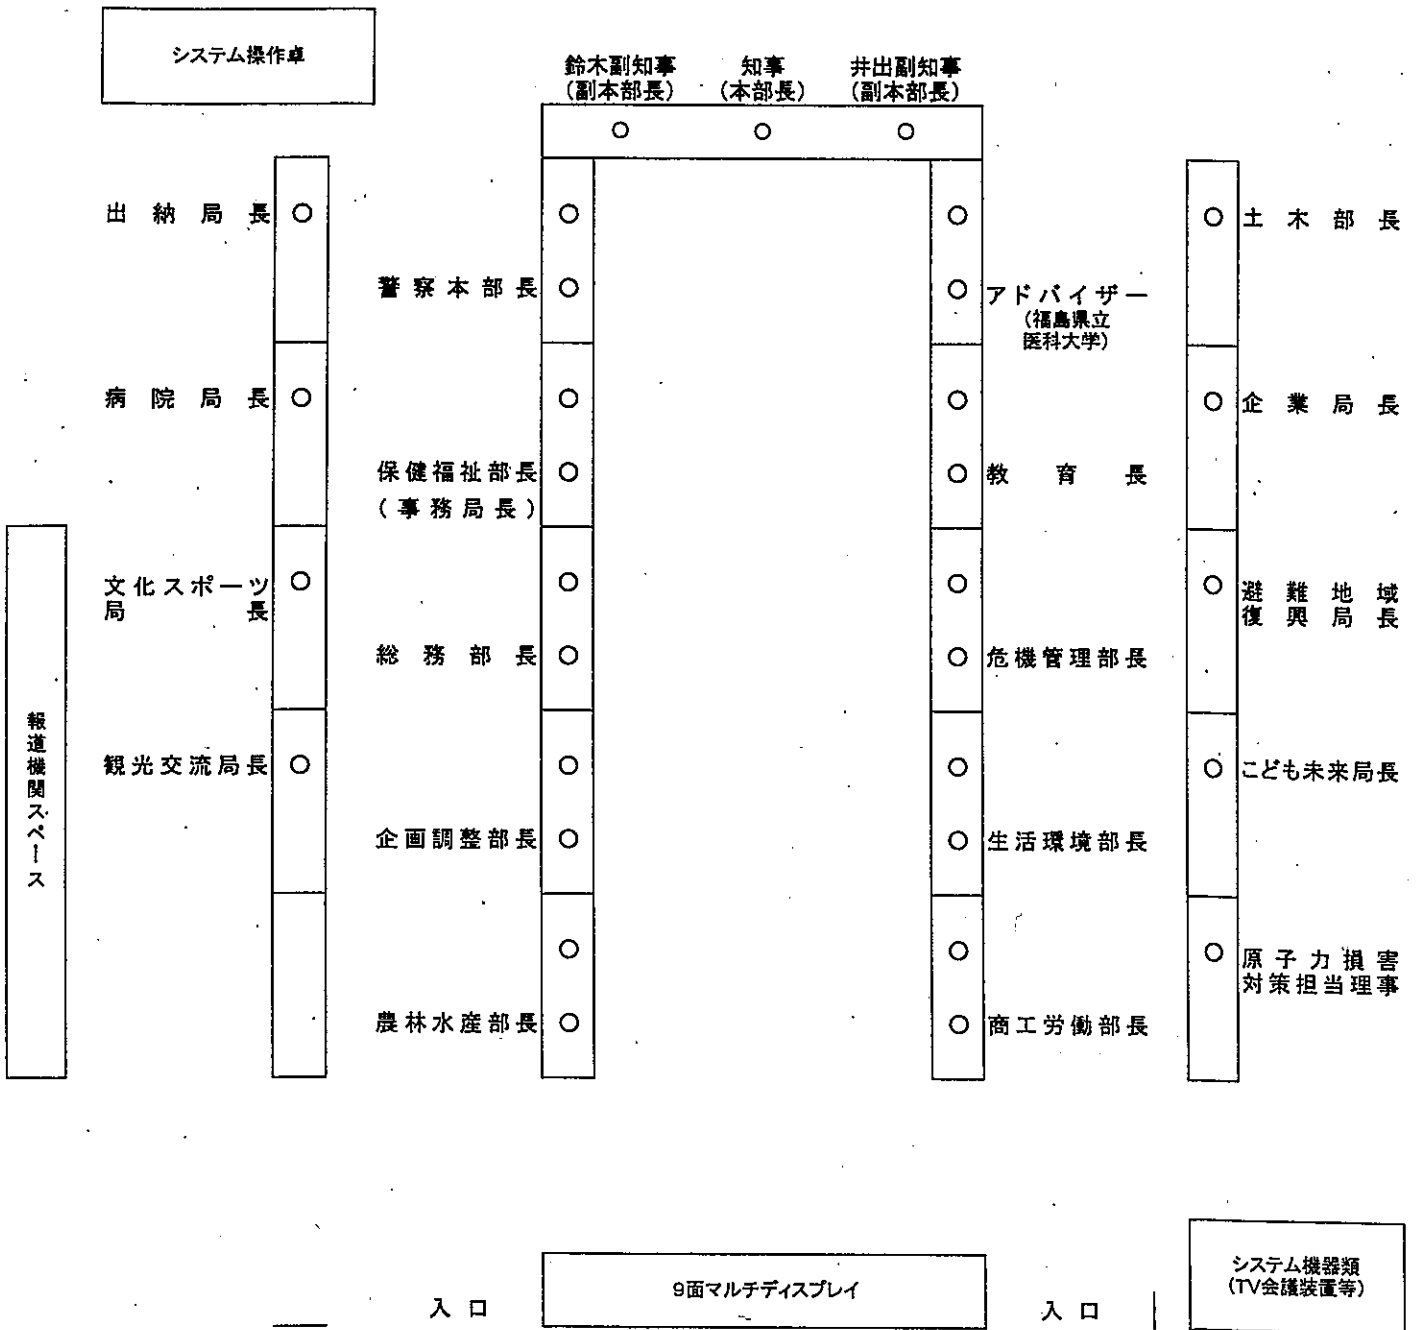 システム操作卓
鈴木副知事
(副本部長)
知事
(本部長)
井出副知事
(副本部長)
出納局長
警察本部長
アドバイザー
(福島県立
医科大学)
土木部長
病院局長
保健福祉部長
(事務局長)
教育長
企業局長
文化スポーツ
局長
総務部長
危機管理部長
避難地域
復興局長
報道機関スペース
観光交流局長
企画調整部長
生活環境部長
こども未来局長
農林水産部長
商工労働部長
原子力損害
対策担当理事
入口
9面マルチディスプレイ
入口
システム機器類
(TV会議装置等)